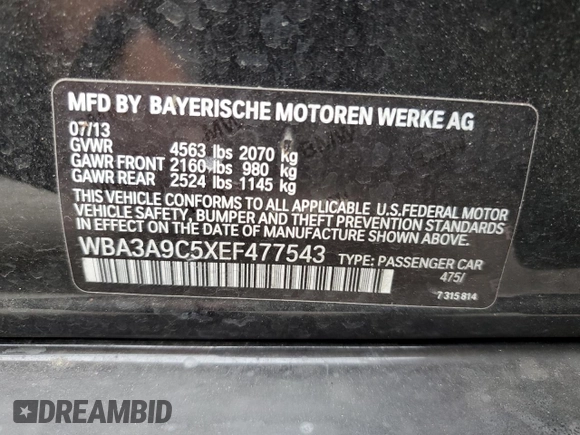 MFD BY BAYERISCHE MOTOREN WERKE AG
07/13
GVWR 4563 lbs 2070 kg
GAWR FRONT 2160 lbs 980 kg
GAWR REAR 2524 lbs 1145 kg
THIS VEHICLE CONFORMS TO ALL APPLICABLE U.S.FEDERAL MOTOR
VEHICLE SAFETY, BUMPER AND THEFT PREVENTION STANDARDS
IN EFFECT ON THE DATE OF MANUFACTURE SHOWN ABOVE.
WBA3A9C5XEF477543 TYPE: PASSENGER CAR
475/
7 315 814
DREAMBID